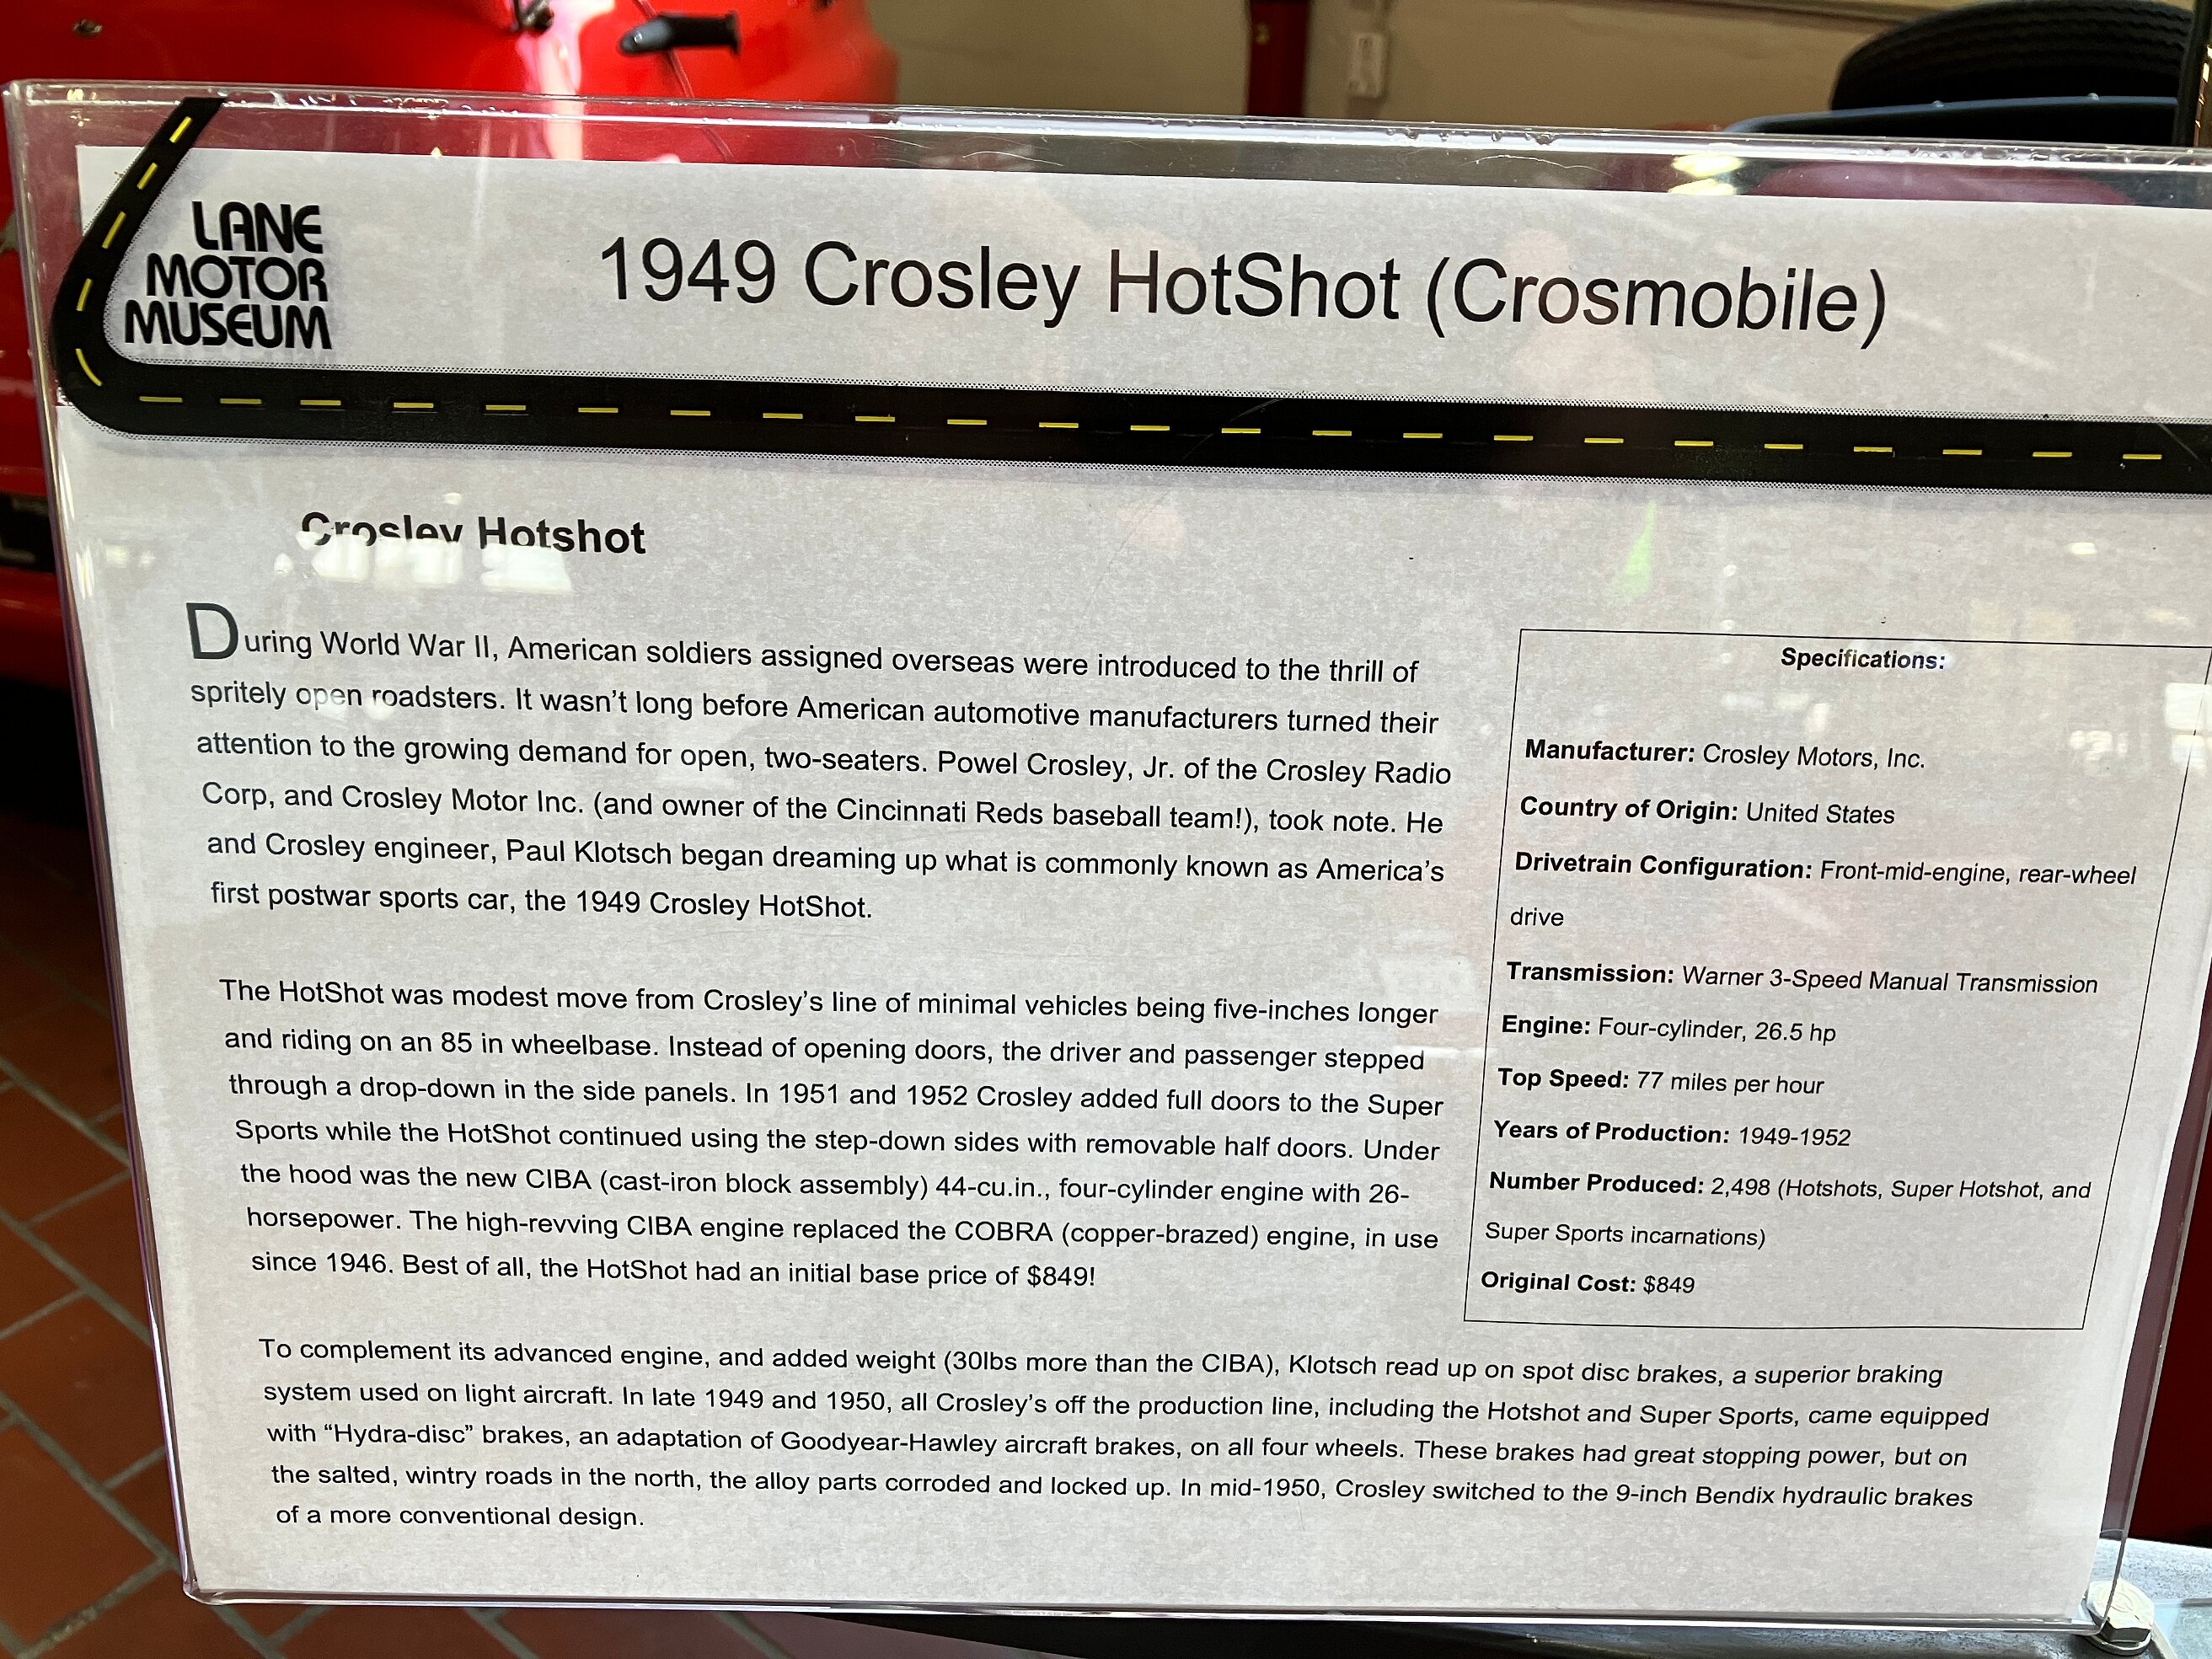 LANE
MOTOR
MUSEUM
1949 Crosley HotShot (Crosmobile)
Crosley Hotshot
During World War II, American soldiers assigned overseas were introduced to the thrill of
spritely open roadsters. It wasn't long before American automotive manufacturers turned their
attention to the growing demand for open, two-seaters. Powel Crosley, Jr. of the Crosley Radio
Corp, and Crosley Motor Inc. (and owner of the Cincinnati Reds baseball team!), took note. He
and Crosley engineer, Paul Klotsch began dreaming up what is commonly known as America's
first postwar sports car, the 1949 Crosley HotShot.
The HotShot was modest move from Crosley's line of minimal vehicles being five-inches longer
and riding on an 85 in wheelbase. Instead of opening doors, the driver and passenger stepped
through a drop-down in the side panels. In 1951 and 1952 Crosley added full doors to the Super
Sports while the HotShot continued using the step-down sides with removable half doors. Under
the hood was the new CIBA (cast-iron block assembly) 44-cu.in., four-cylinder engine with 26-
horsepower. The high-revving CIBA engine replaced the COBRA (copper-brazed) engine, in use
since 1946. Best of all, the HotShot had an initial base price of $849!
To complement its advanced engine, and added weight (30lbs more than the CIBA), Klotsch read up on spot disc brakes, a superior braking
system used on light aircraft. In late 1949 and 1950, all Crosley's off the production line, including the Hotshot and Super Sports, came equipped
with "Hydra-disc" brakes, an adaptation of Goodyear-Hawley aircraft brakes, on all four wheels. These brakes had great stopping power, but on
the salted, wintry roads in the north, the alloy parts corroded and locked up. In mid-1950, Crosley switched to the 9-inch Bendix hydraulic brakes
of a more conventional design.
Specifications:
Manufacturer: Crosley Motors, Inc.
Country of Origin: United States
Drivetrain Configuration: Front-mid-engine, rear-wheel
drive
Transmission: Warner 3-Speed Manual Transmission
Engine: Four-cylinder, 26.5 hp
Top Speed: 77 miles per hour
Years of Production: 1949-1952
Number Produced: 2,498 (Hotshots, Super Hotshot, and
Super Sports incarnations)
Original Cost: $849